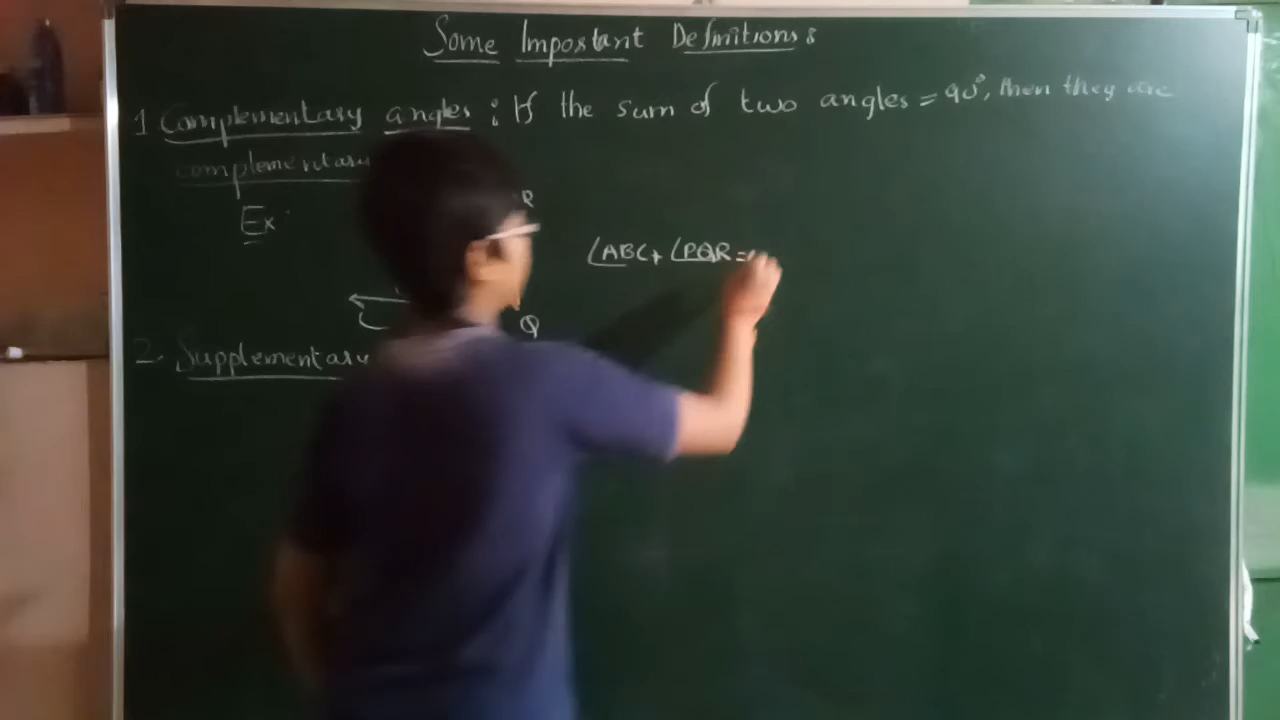 Some Important Definitions
1 Complementary angles : If the sum of two angles = 90°, then they are
complementary
Ex:
R
∠ABC + ∠PQR =
Q
2. Supplementary